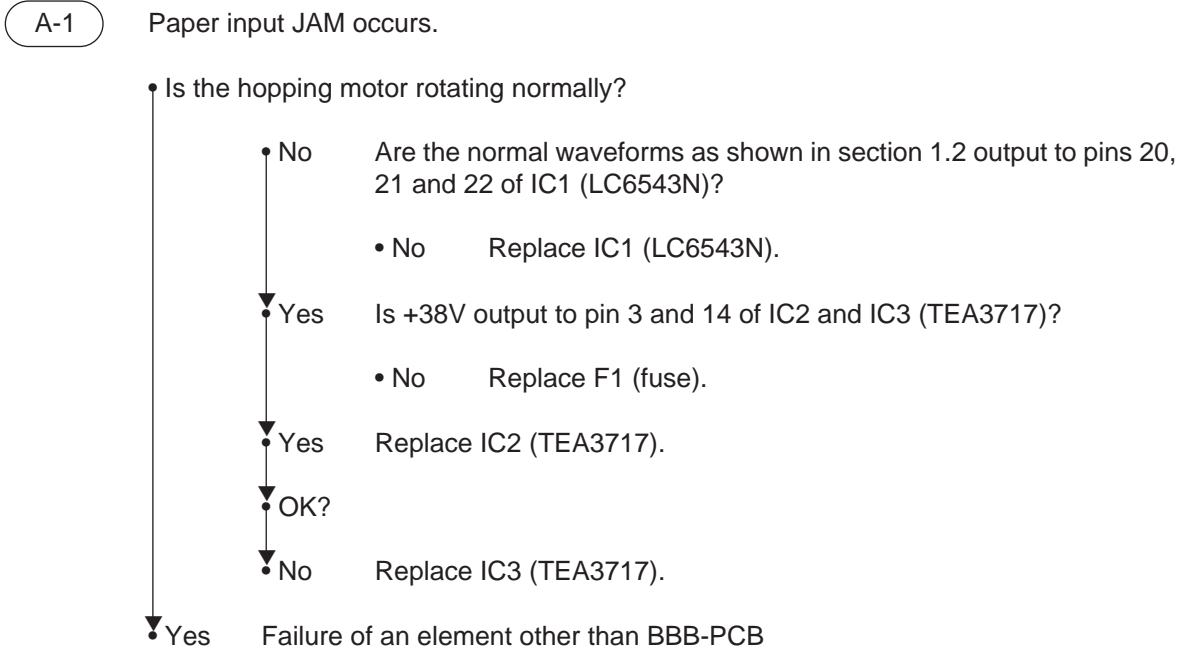 A-1 Paper input JAM occurs.
• Is the hopping motor rotating normally?
• No Are the normal waveforms as shown in section 1.2 output to pins 20,
21 and 22 of IC1 (LC6543N)?
• No Replace IC1 (LC6543N).
• Yes Is +38V output to pin 3 and 14 of IC2 and IC3 (TEA3717)?
• No Replace F1 (fuse).
• Yes Replace IC2 (TEA3717).
• OK?
• No Replace IC3 (TEA3717).
• Yes Failure of an element other than BBB-PCB